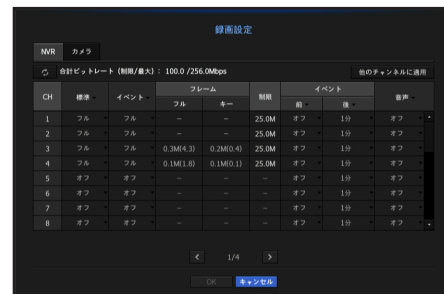 録画設定
NVR カメラ
合計ビットレート (制限/最大) : 100.0 /256.0Mbps 他のチャンネルに適用
CH 標準 イベント フレーム 制限 イベント 音声
フル キー 前 後
1 フル フル – – 25.0M オフ 1分 オフ
2 フル フル – – 25.0M オフ 1分 オフ
3 フル フル 0.3M(4.3) 0.2M(0.4) 25.0M オフ 1分 オフ
4 フル フル 0.1M(1.8) 0.1M(0.1) 25.0M オフ 1分 オフ
5 オフ オフ – – – オフ 1分 オフ
6 オフ オフ – – – オフ 1分 オフ
7 オフ オフ – – – オフ 1分 オフ
8 オフ オフ – – – オフ 1分 オフ
< 1/4 >
OK キャンセル